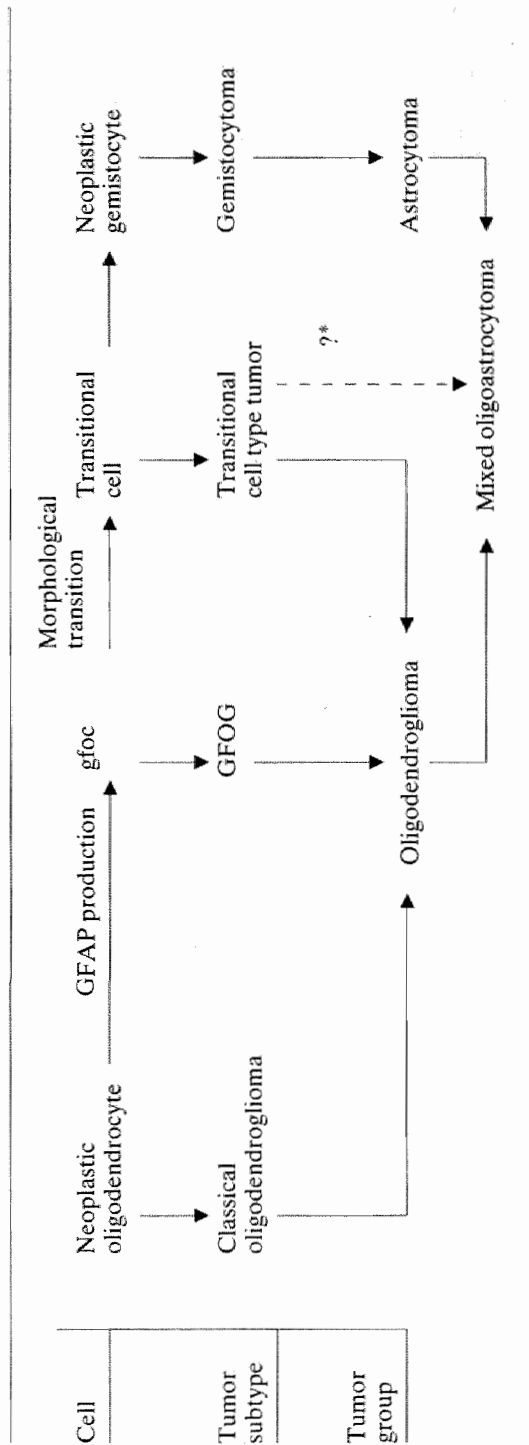 Cell
Neoplastic
oligodendrocyte
GFAP production
gfoc
Morphological
transition
Transitional
cell
Neoplastic
gemistocyte
Tumor
subtype
Classical
oligodendroglioma
GFOG
Transitional
cell type tumor
Gemistocytoma
?*
Tumor
group
Oligodendroglioma
Astrocytoma
Mixed oligoastrocytoma